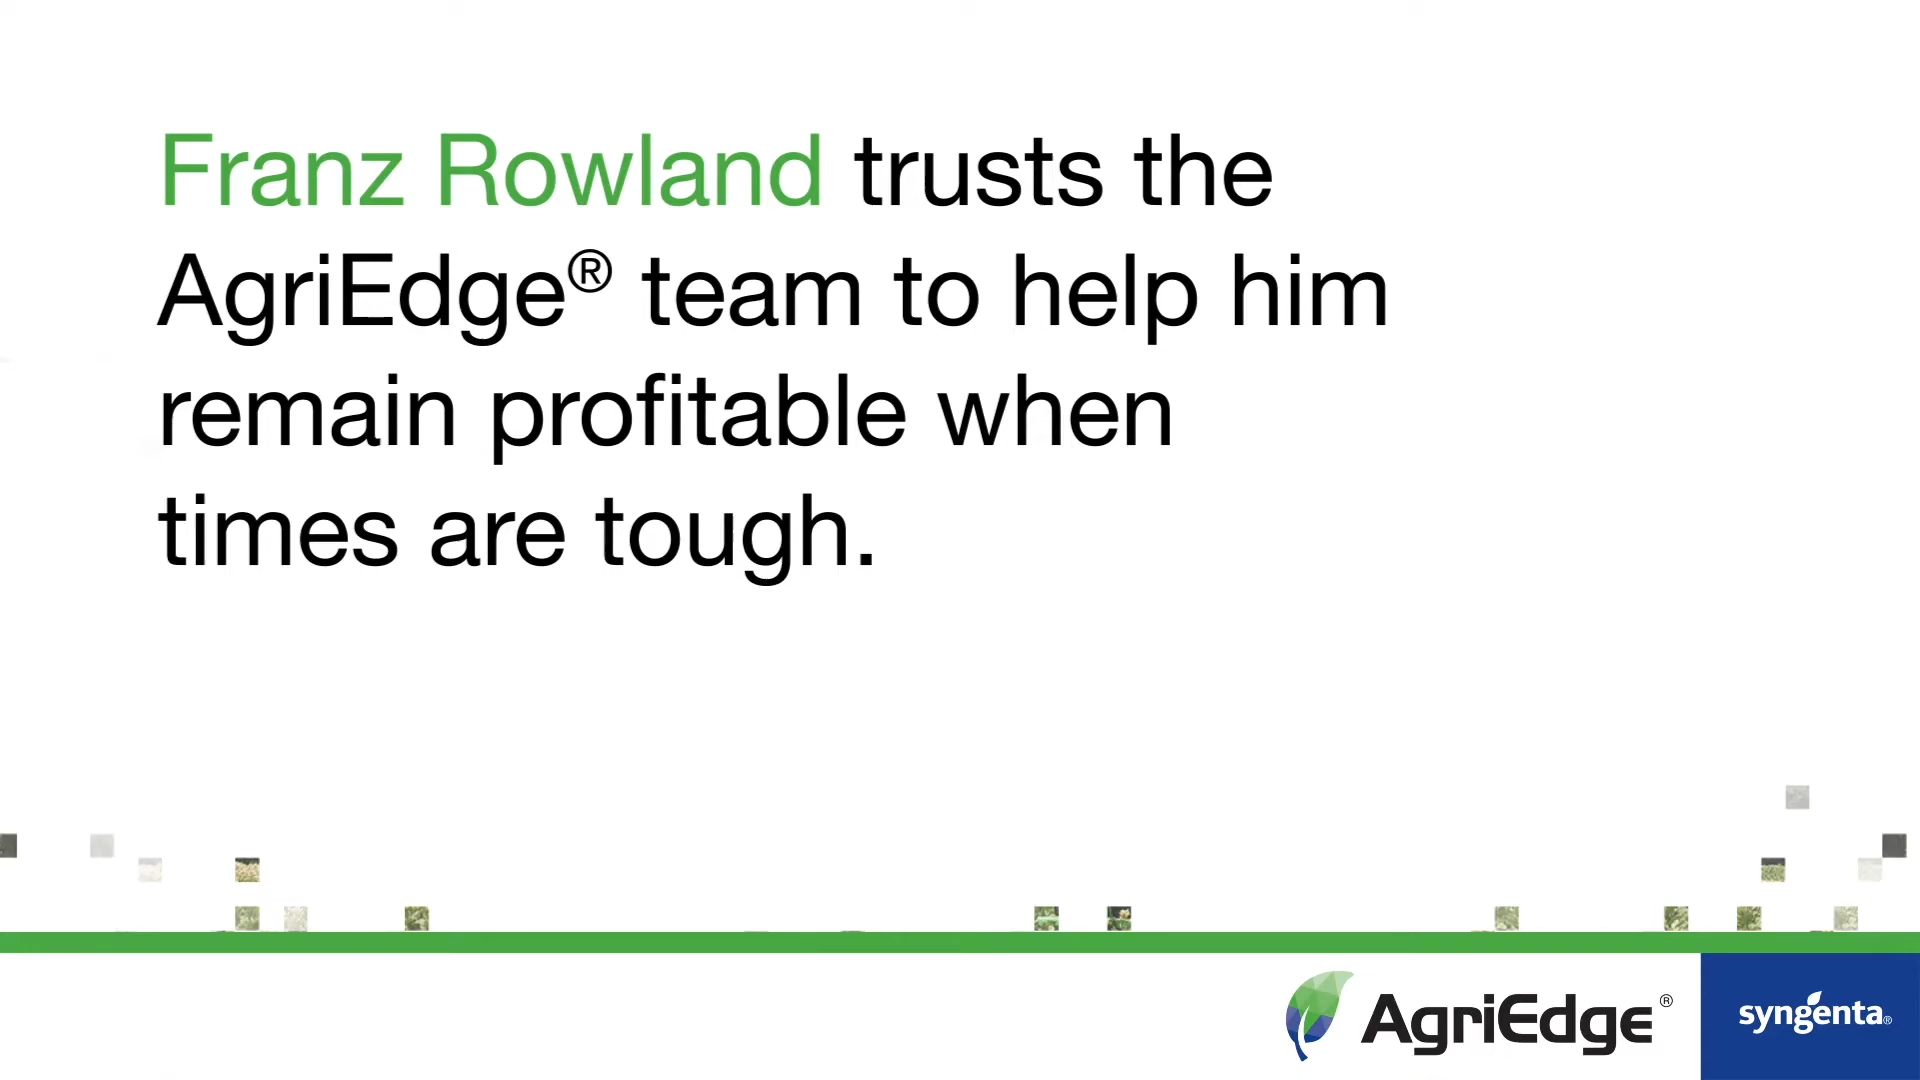 Franz Rowland trusts the
AgriEdge® team to help him
remain profitable when
times are tough.
AgriEdge®
syngenta®